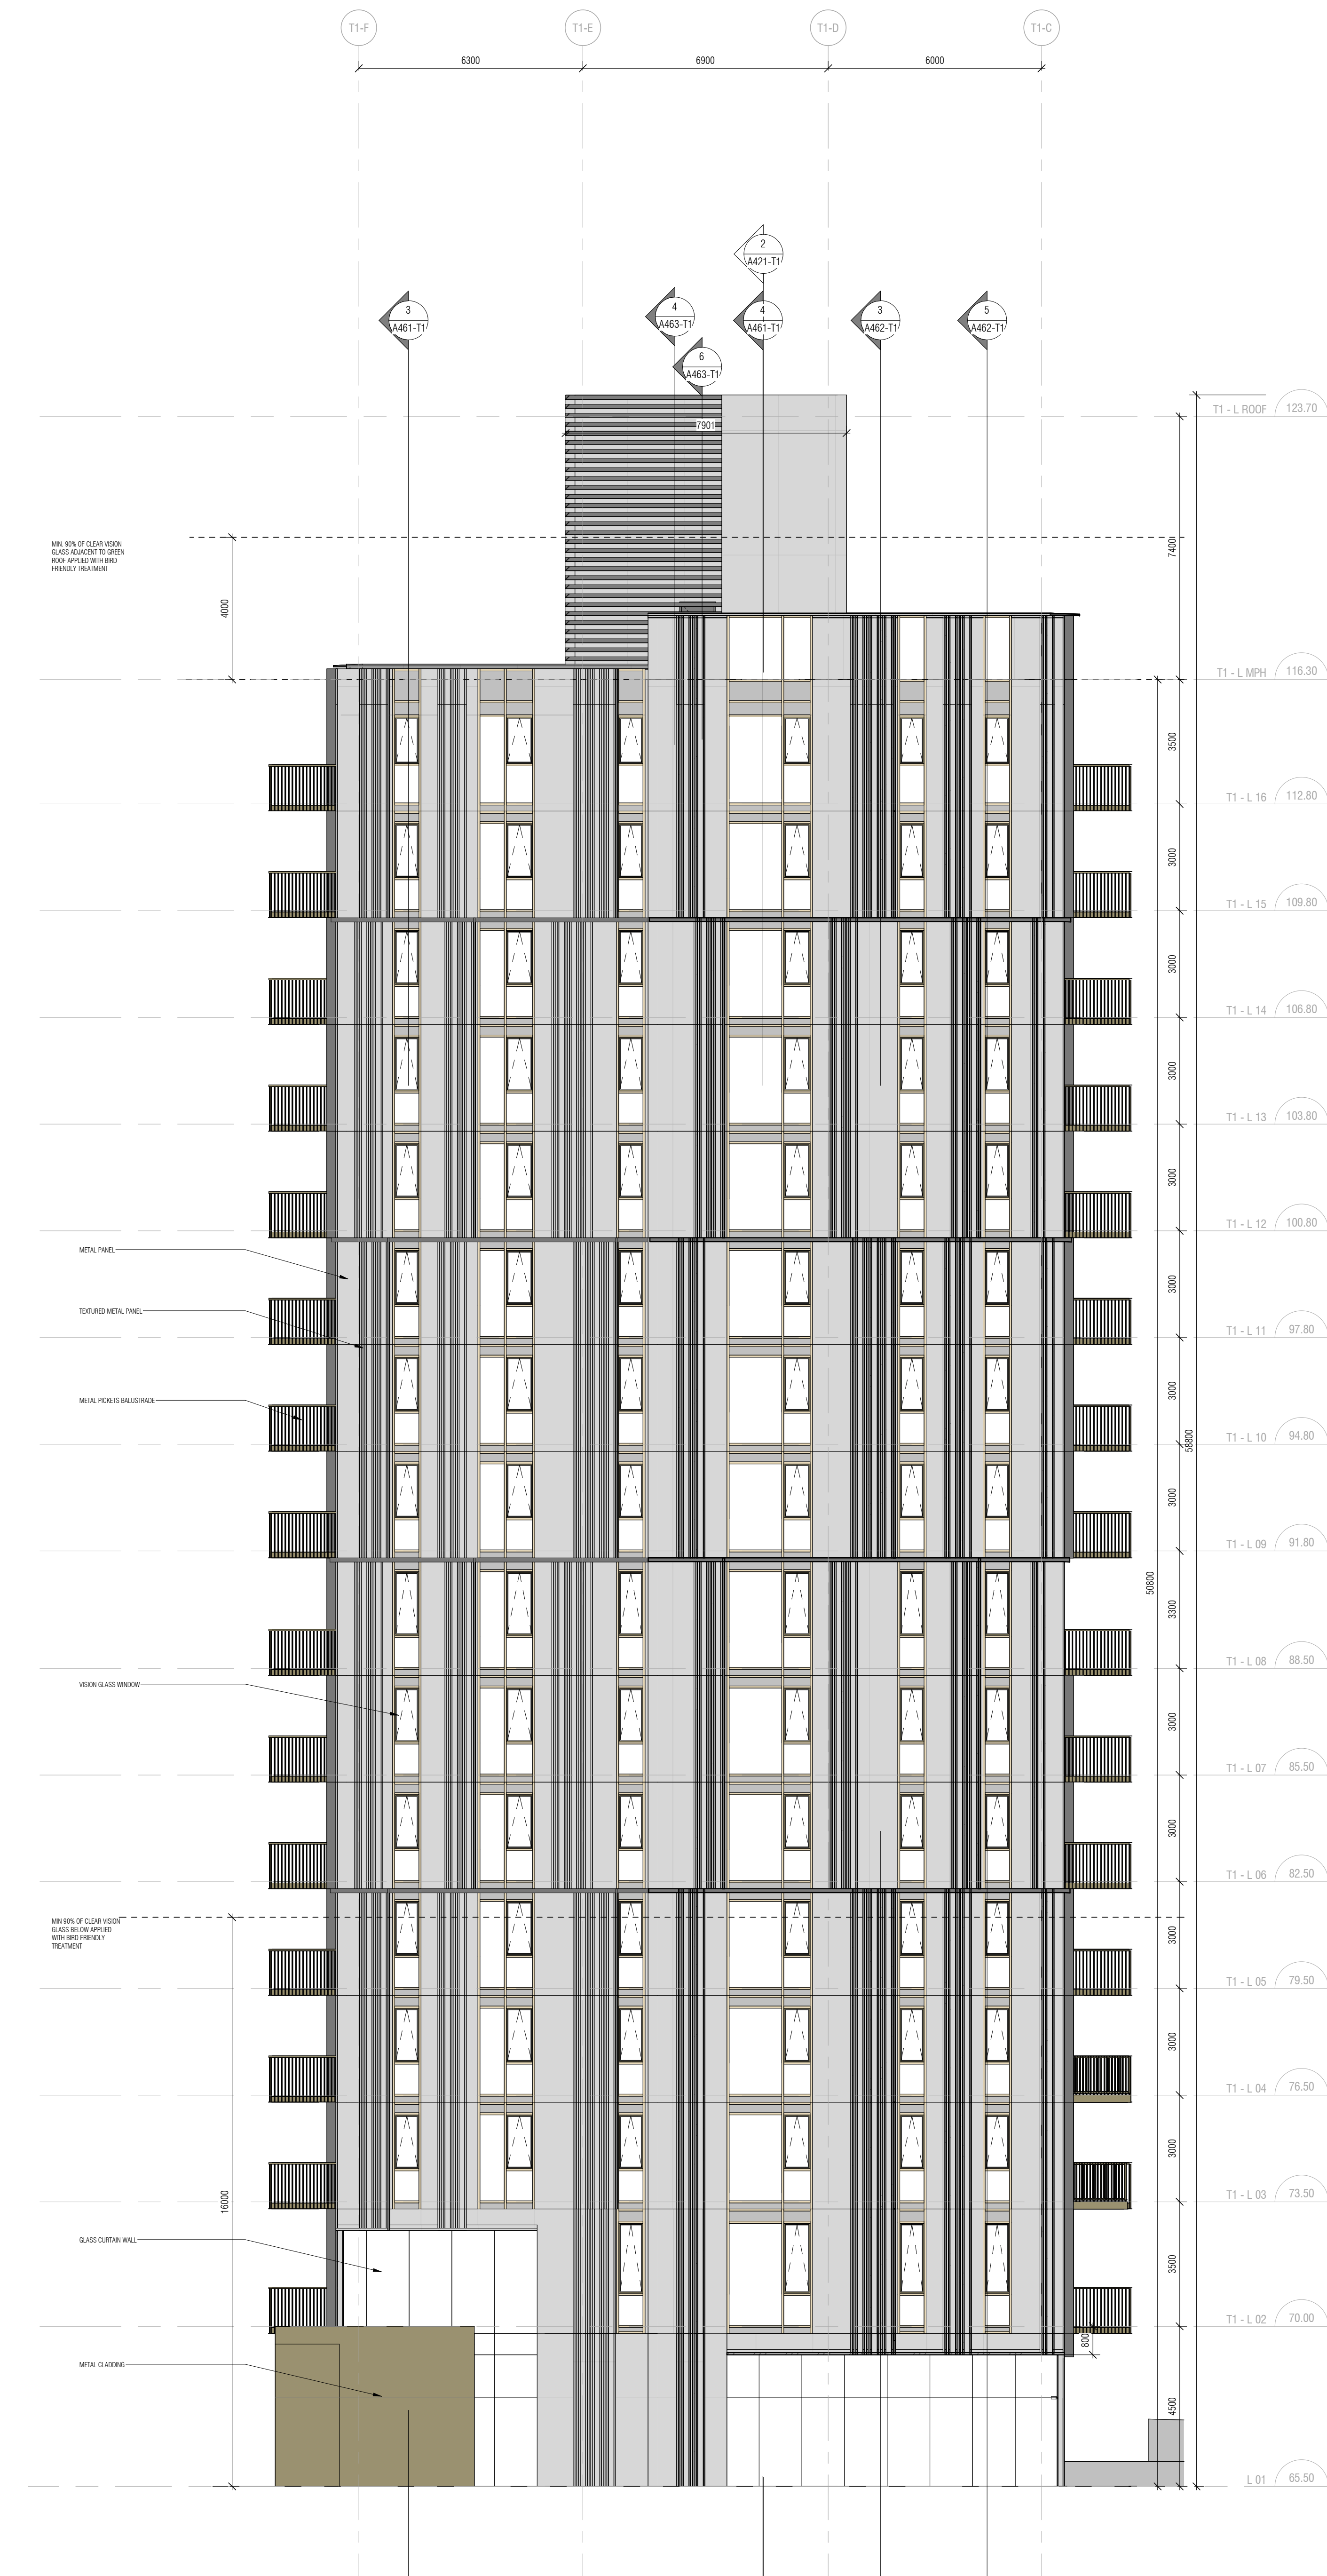 T1-F
T1-E
T1-D
T1-C
6300
6900
6000
2
A421-T1
3
A461-T1
4
A463-T1
4
A461-T1
3
A462-T1
5
A462-T1
6
A463-T1
T1 - L ROOF 123.70
7901
MIN. 90% OF CLEAR VISION
GLASS ADJACENT TO GREEN
ROOF APPLIED WITH BIRD
FRIENDLY TREATMENT
4000
7400
T1 - L MPH 116.30
3500
T1 - L 16 112.80
3000
T1 - L 15 109.80
3000
T1 - L 14 106.80
3000
T1 - L 13 103.80
3000
T1 - L 12 100.80
METAL PANEL
3000
TEXTURED METAL PANEL
T1 - L 11 97.80
3000
METAL PICKETS BALUSTRADE
T1 - L 10 94.80
58800
3000
T1 - L 09 91.80
50800
3300
T1 - L 08 88.50
VISION GLASS WINDOW
3000
T1 - L 07 85.50
3000
T1 - L 06 82.50
MIN 90% OF CLEAR VISION
GLASS BELOW APPLIED
WITH BIRD FRIENDLY
TREATMENT
3000
T1 - L 05 79.50
3000
T1 - L 04 76.50
3000
T1 - L 03 73.50
16000
GLASS CURTAIN WALL
3500
T1 - L 02 70.00
800
METAL CLADDING
4500
L 01 65.50